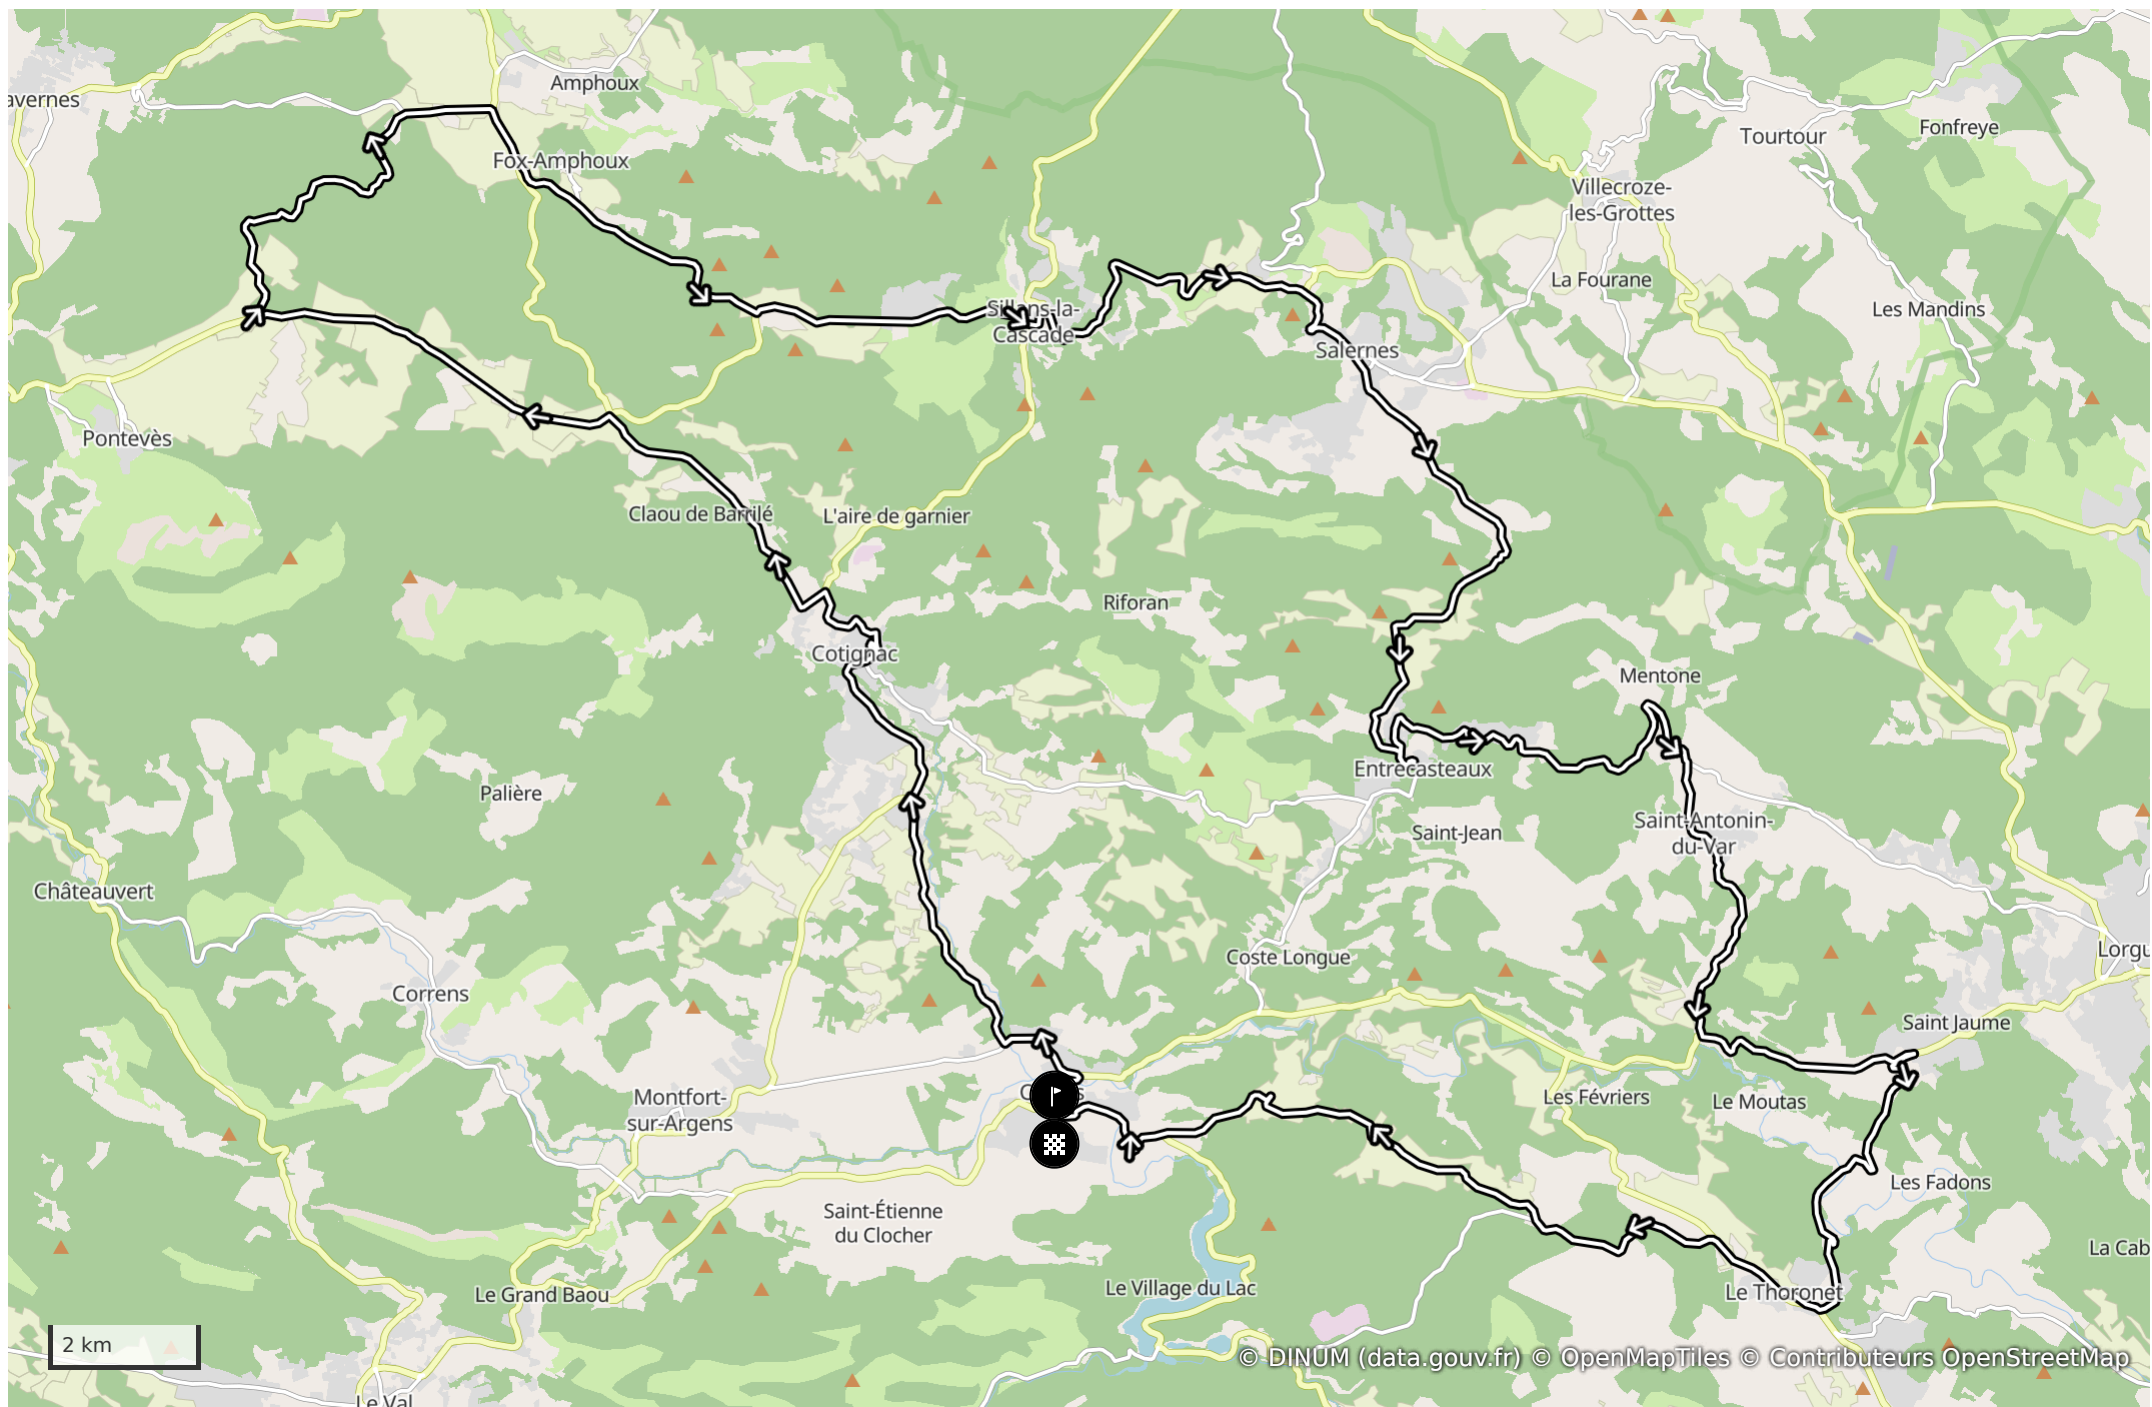 Amphoux
avernes
Fonfreye
Tourtour
Fox-Amphoux
Villecroze-
les-Grottes
La Fourane
Les Mandins
Sillans-la-
Cascade
Salernes
Pontevès
Claou de Barrilé
L'aire de garnier
Riforan
Cotignac
Mentone
Entrecasteaux
Palière
Saint-Jean
Saint-Antonin-
du-Var
Châteauvert
Lorgu
Coste Longue
Correns
Saint Jaume
Montfort-
sur-Argens
Les Févriers
Le Moutas
Les Fadons
Saint-Étienne
du Clocher
La Cab
Le Village du Lac
Le Grand Baou
Le Thoronet
2 km
© DINUM (data.gouv.fr) © OpenMapTiles © Contributeurs OpenStreetMap
Le Val